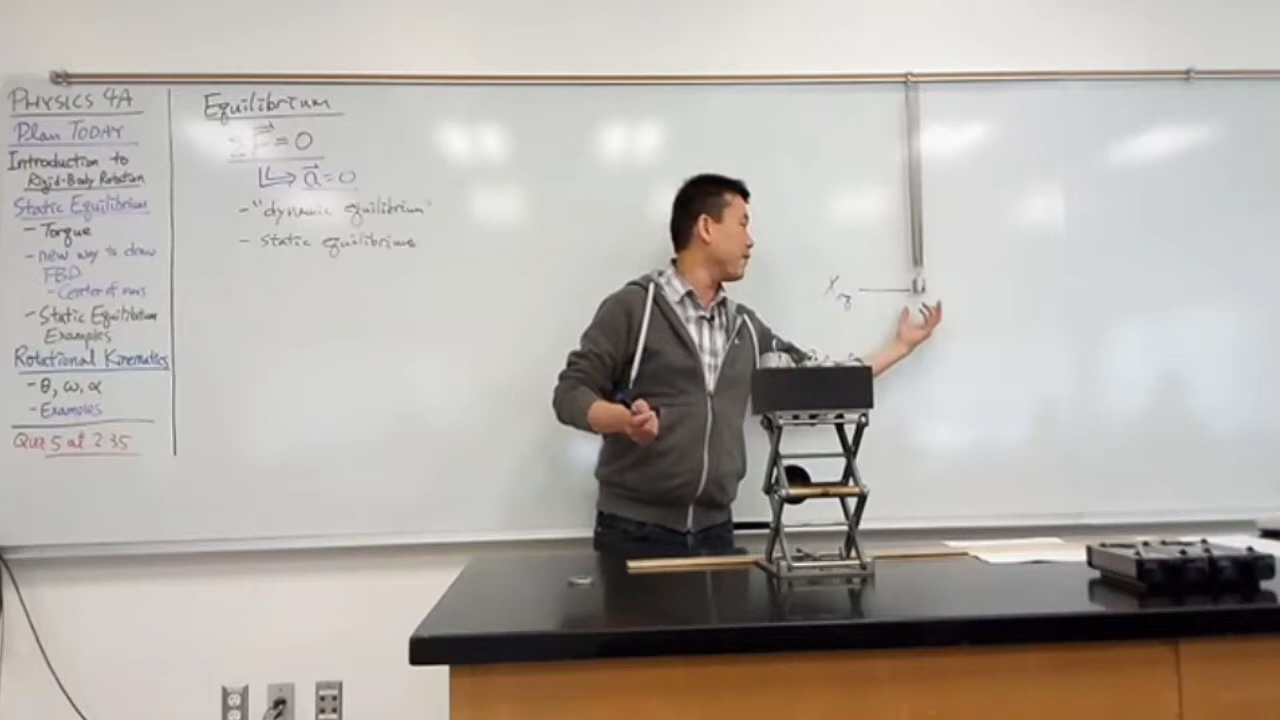 PHYSICS 4A
Plan TODAY
Introduction to
Rigid-Body Rotation
Static Equilibrium
- Torque
- new way to draw
FBD
- Center of mass
- Static Equilibrium
Examples
Rotational Kinematics
- θ, ω, α
- Examples
Quiz 5 at 2:35
Equilibrium
ΣF⃗ = 0
↳ a⃗ = 0
- "dynamic equilibrium"
- static equilibrium